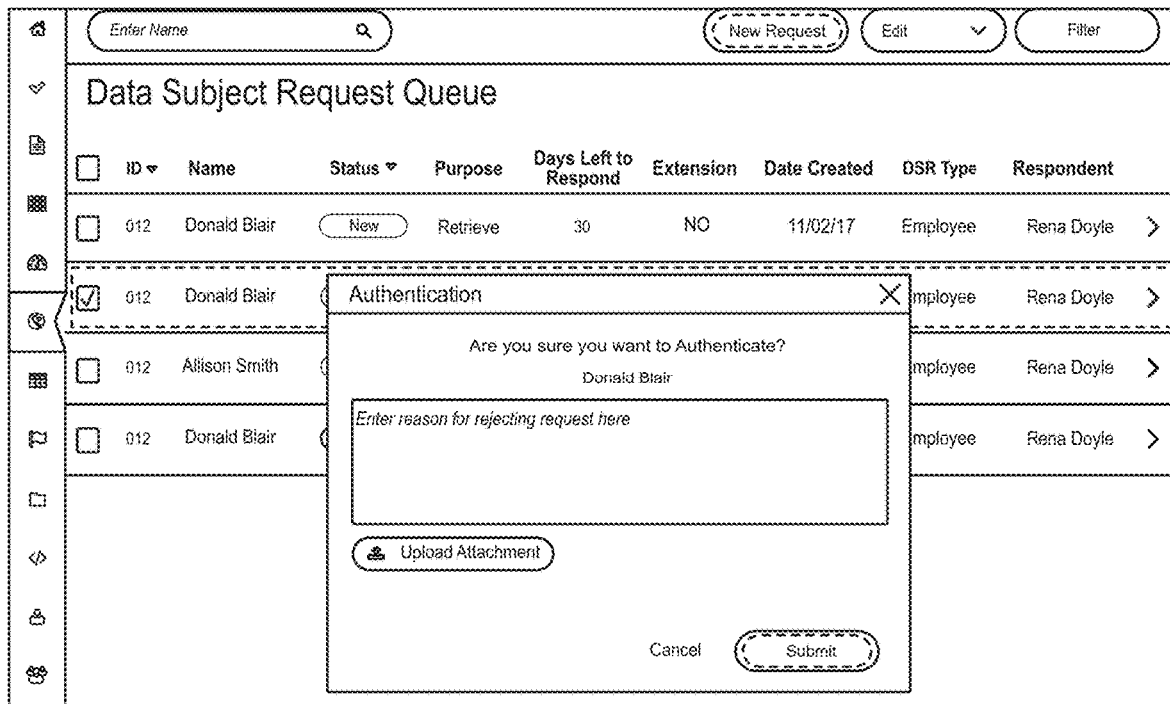 Enter Name
New Request
Edit
Filter
Data Subject Request Queue
ID Name Status Purpose Days Left to Respond Extension Date Created DSR Type Respondent
012 Donald Blair New Retrieve 30 NO 11/02/17 Employee Rena Doyle
012 Donald Blair mployee Rena Doyle
012 Allison Smith mployee Rena Doyle
012 Donald Blair mployee Rena Doyle
Authentication
Are you sure you want to Authenticate?
Donald Blair
Enter reason for rejecting request here
Upload Attachment
Cancel Submit